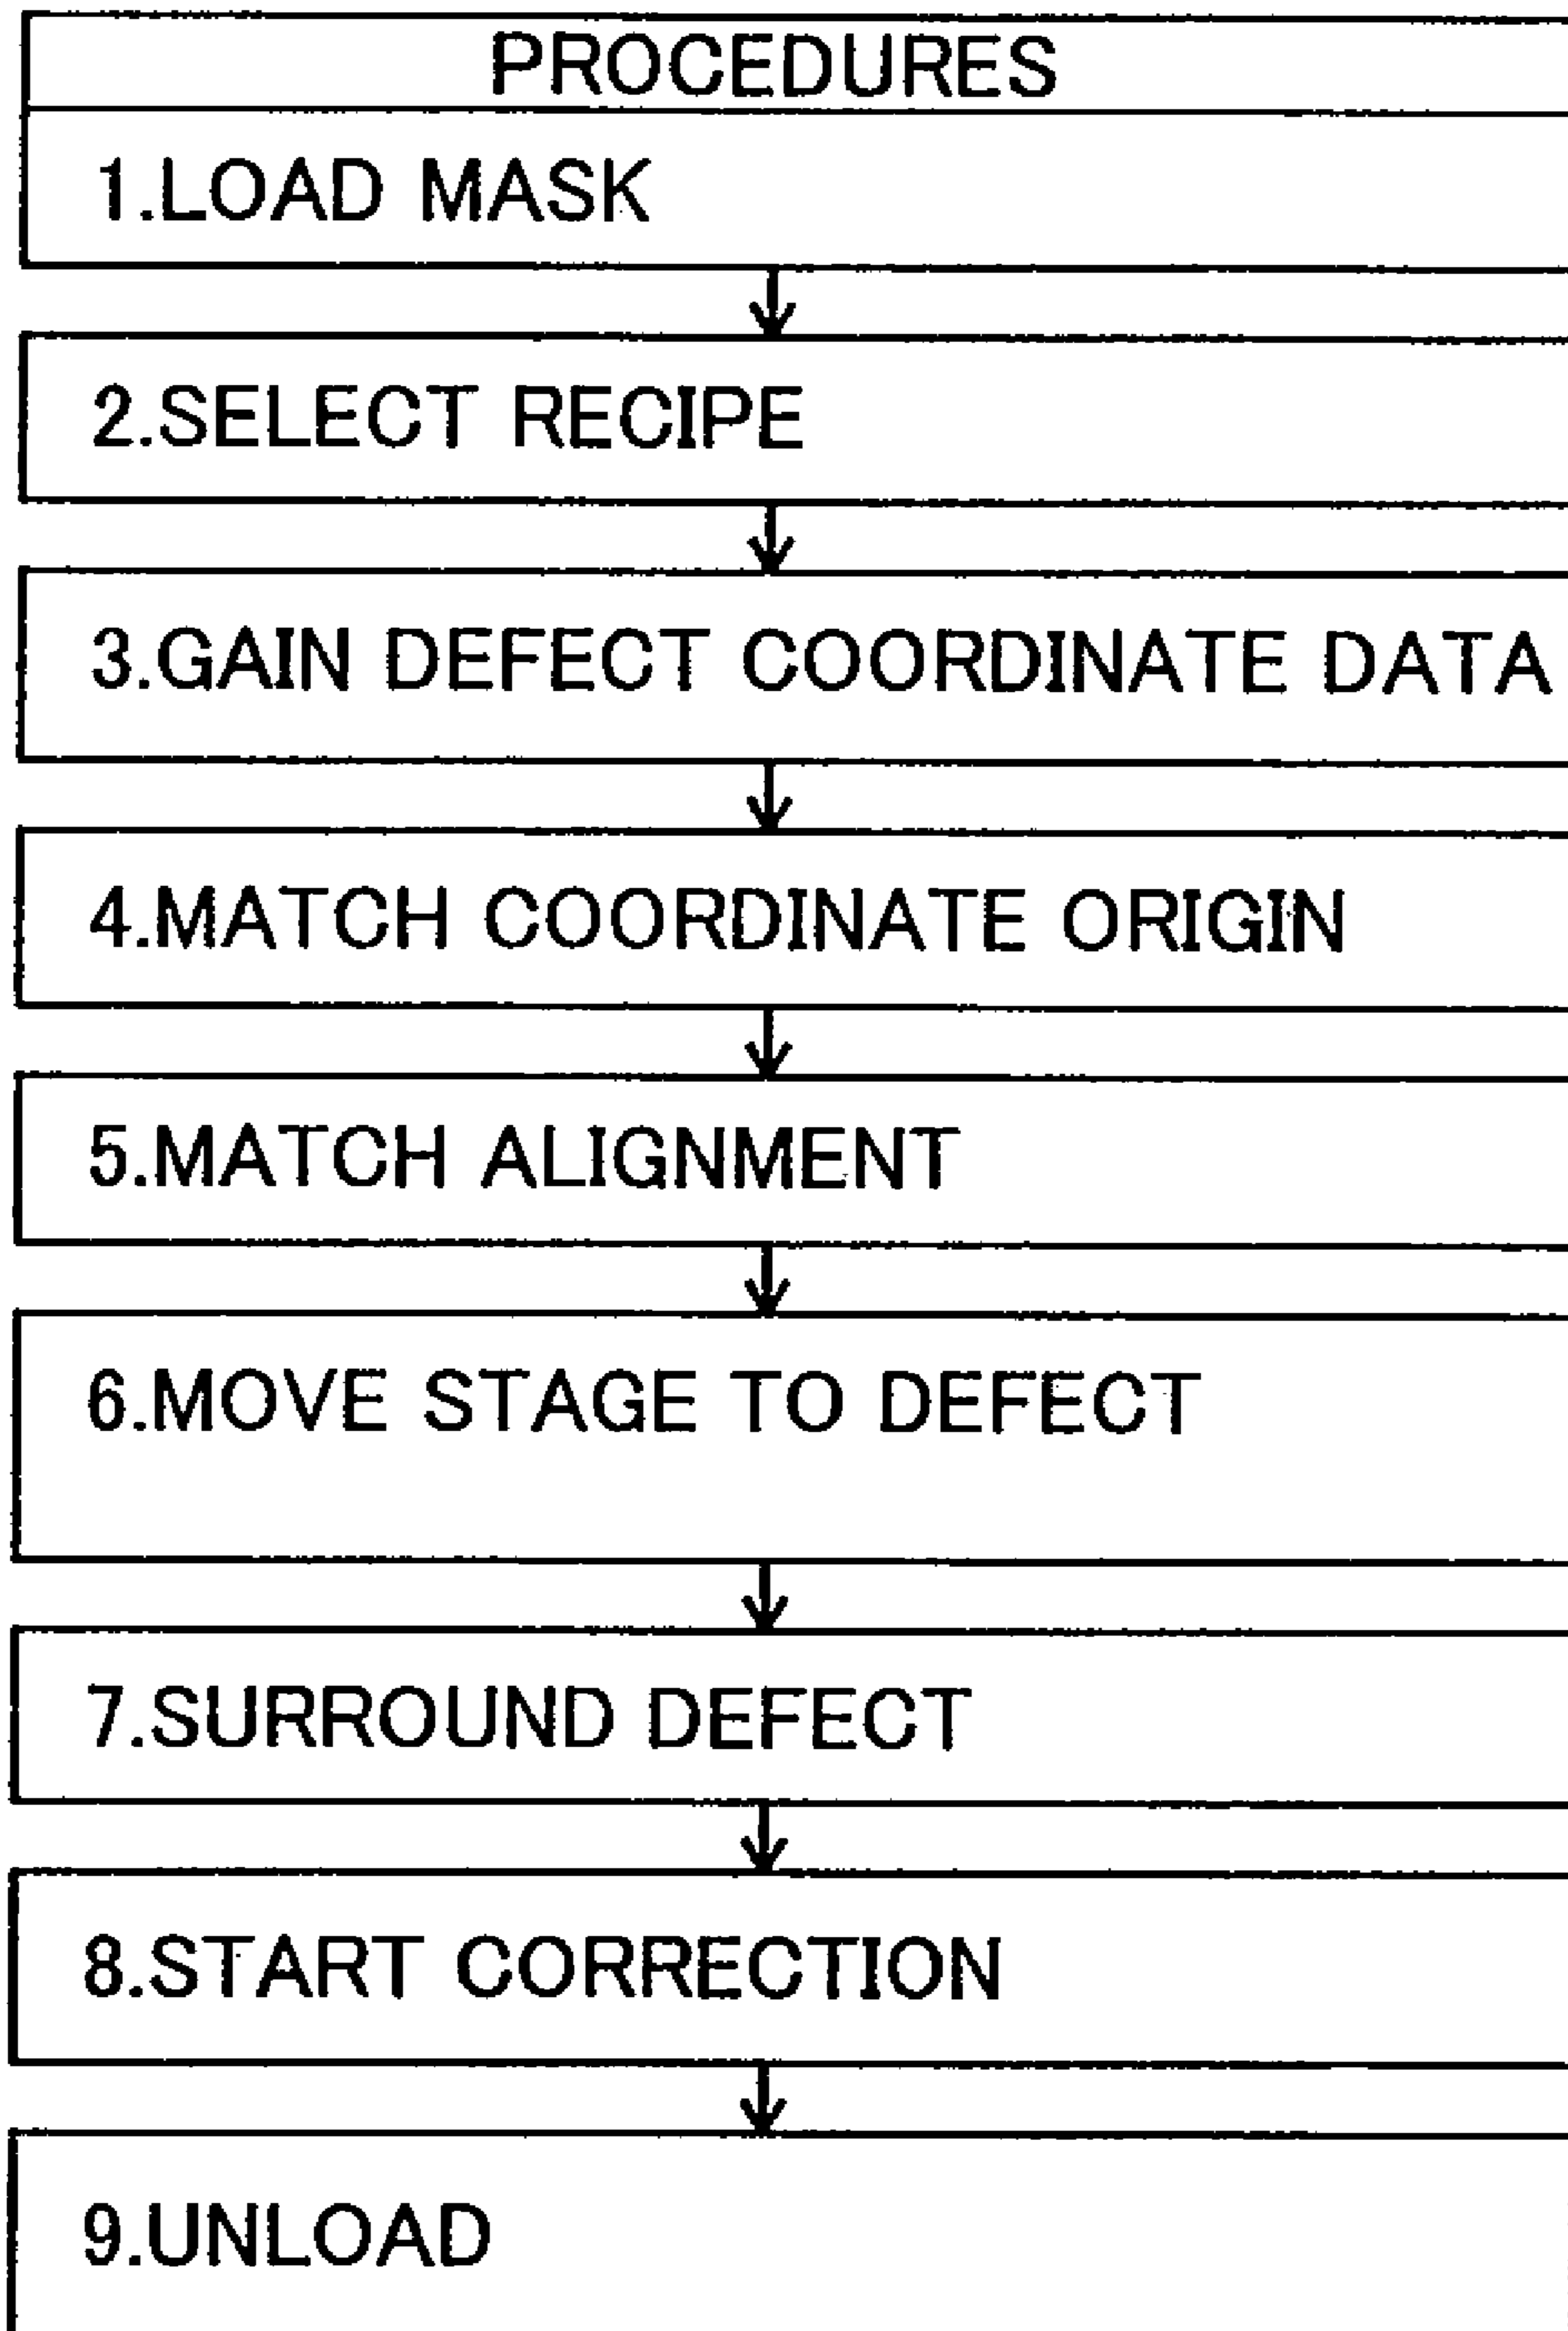 PROCEDURES
1.LOAD MASK
2.SELECT RECIPE
3.GAIN DEFECT COORDINATE DATA
4.MATCH COORDINATE ORIGIN
5.MATCH ALIGNMENT
6.MOVE STAGE TO DEFECT
7.SURROUND DEFECT
8.START CORRECTION
9.UNLOAD